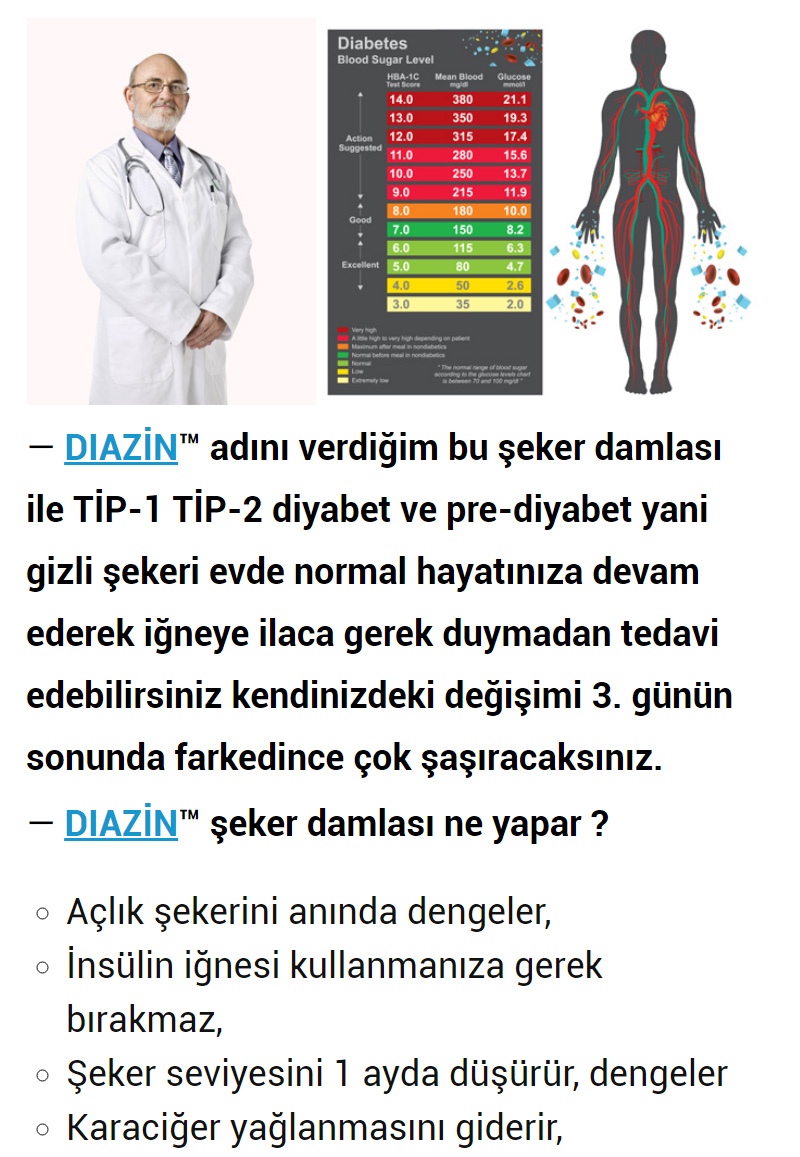 Diabetes
Blood Sugar Level
HBA-1C Mean Blood Glucose
Test Score mg/dl mmol/l
14.0 380 21.1
13.0 350 19.3
12.0 315 17.4
Action
Suggested
11.0 280 15.6
10.0 250 13.7
9.0 215 11.9
8.0 180 10.0
Good
7.0 150 8.2
6.0 115 6.3
Excellent
5.0 80 4.7
4.0 50 2.6
3.0 35 2.0
Very high
A little high to very high depending on patient
Maximum after meal in nondiabetics
Normal before meal in nondiabetics
Normal
Low
Extremely low
* The normal range of blood sugar
according to the glucose levels chart
is between 70 and 100 mg/dl *
— DIAZİN™ adını verdiğim bu şeker damlası
ile TİP-1 TİP-2 diyabet ve pre-diyabet yani
gizli şekeri evde normal hayatınıza devam
ederek iğneye ilaca gerek duymadan tedavi
edebilirsiniz kendinizdeki değişimi 3. günün
sonunda farkedince çok şaşıracaksınız.
— DIAZİN™ şeker damlası ne yapar ?
Açlık şekerini anında dengeler,
İnsülin iğnesi kullanmanıza gerek
bırakmaz,
Şeker seviyesini 1 ayda düşürür, dengeler
Karaciğer yağlanmasını giderir,